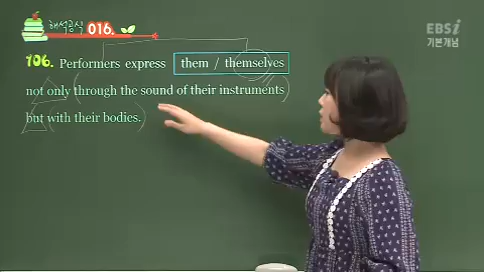 해석공식 016.
EBSi
기본개념
106. Performers express them / themselves
not only through the sound of their instruments
but with their bodies.